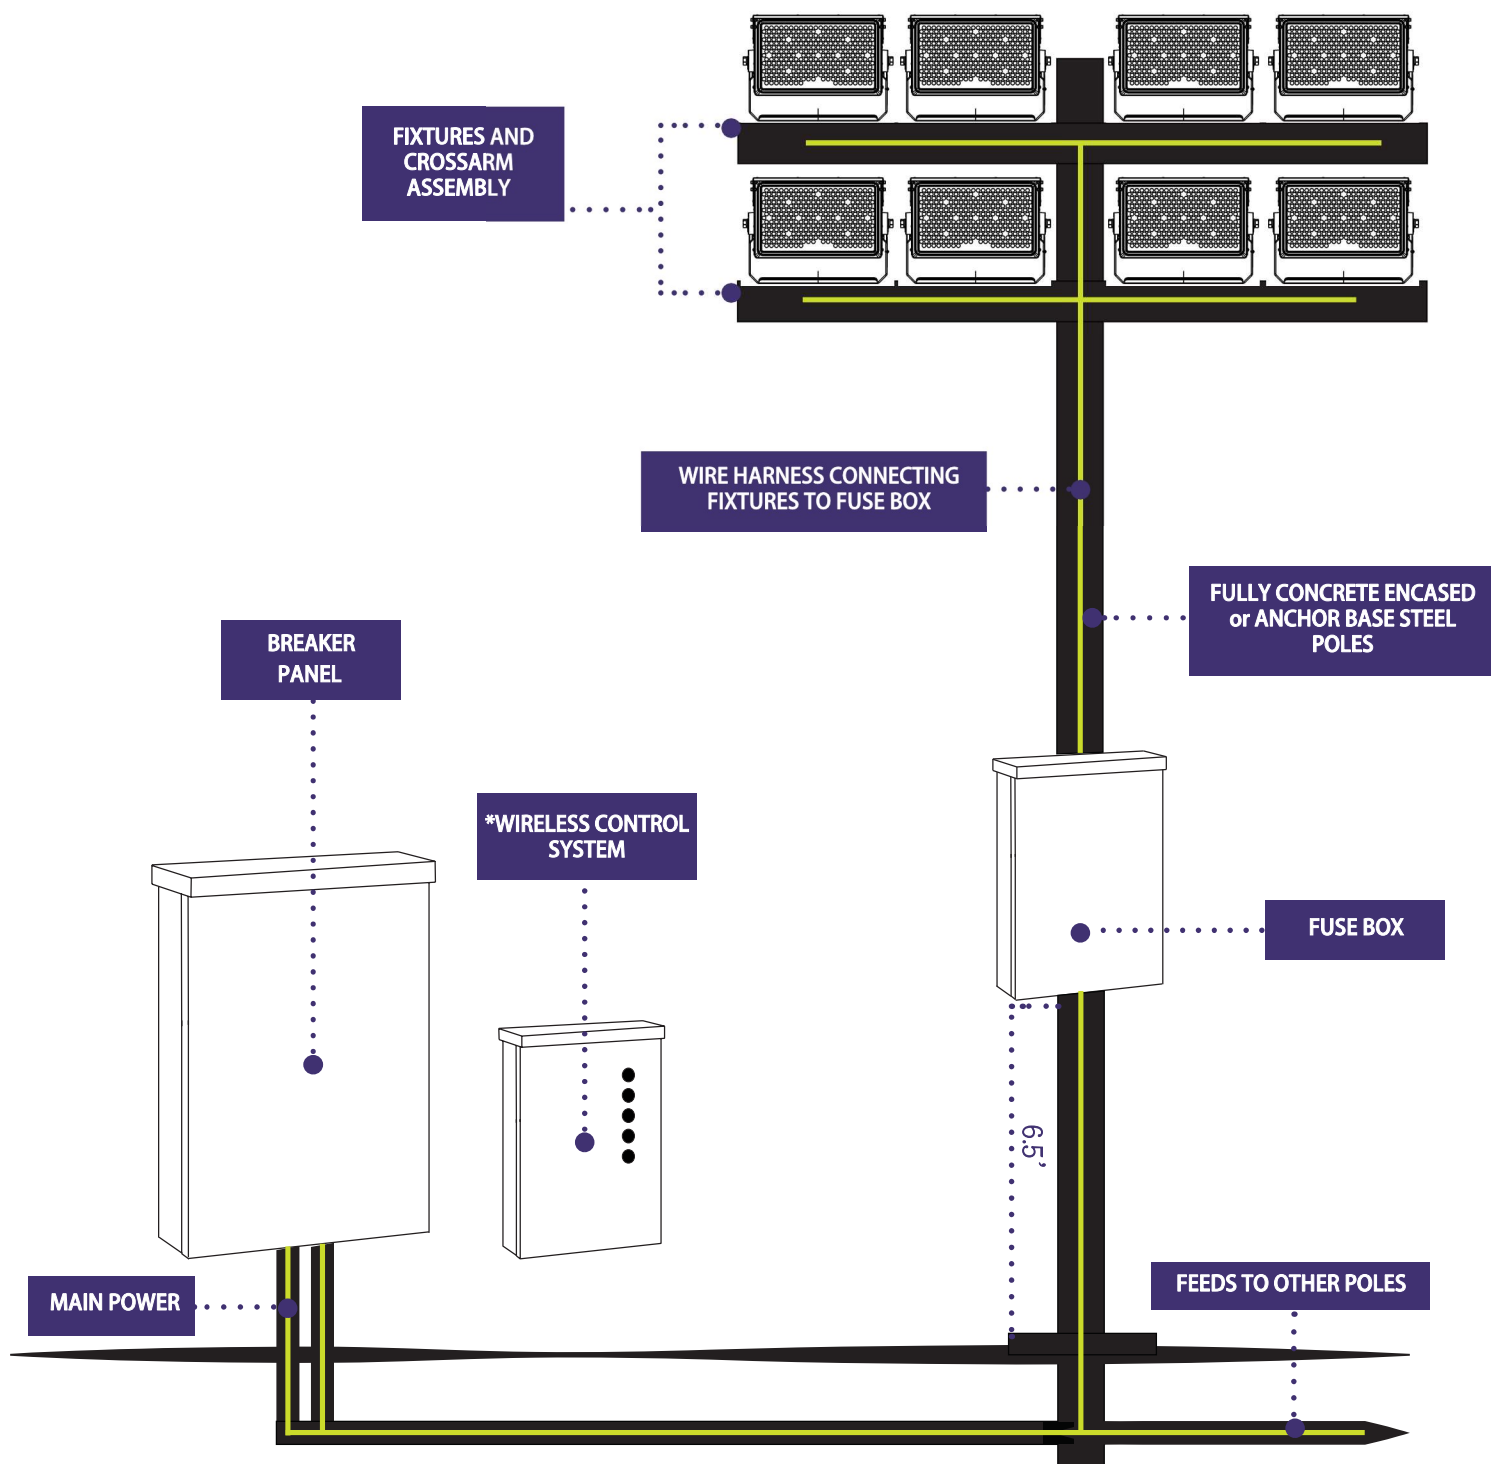 FIXTURES AND
CROSSARM
ASSEMBLY
WIRE HARNESS CONNECTING
FIXTURES TO FUSE BOX
FULLY CONCRETE ENCASED
or ANCHOR BASE STEEL
POLES
BREAKER
PANEL
*WIRELESS CONTROL
SYSTEM
FUSE BOX
6.5’
MAIN POWER
FEEDS TO OTHER POLES